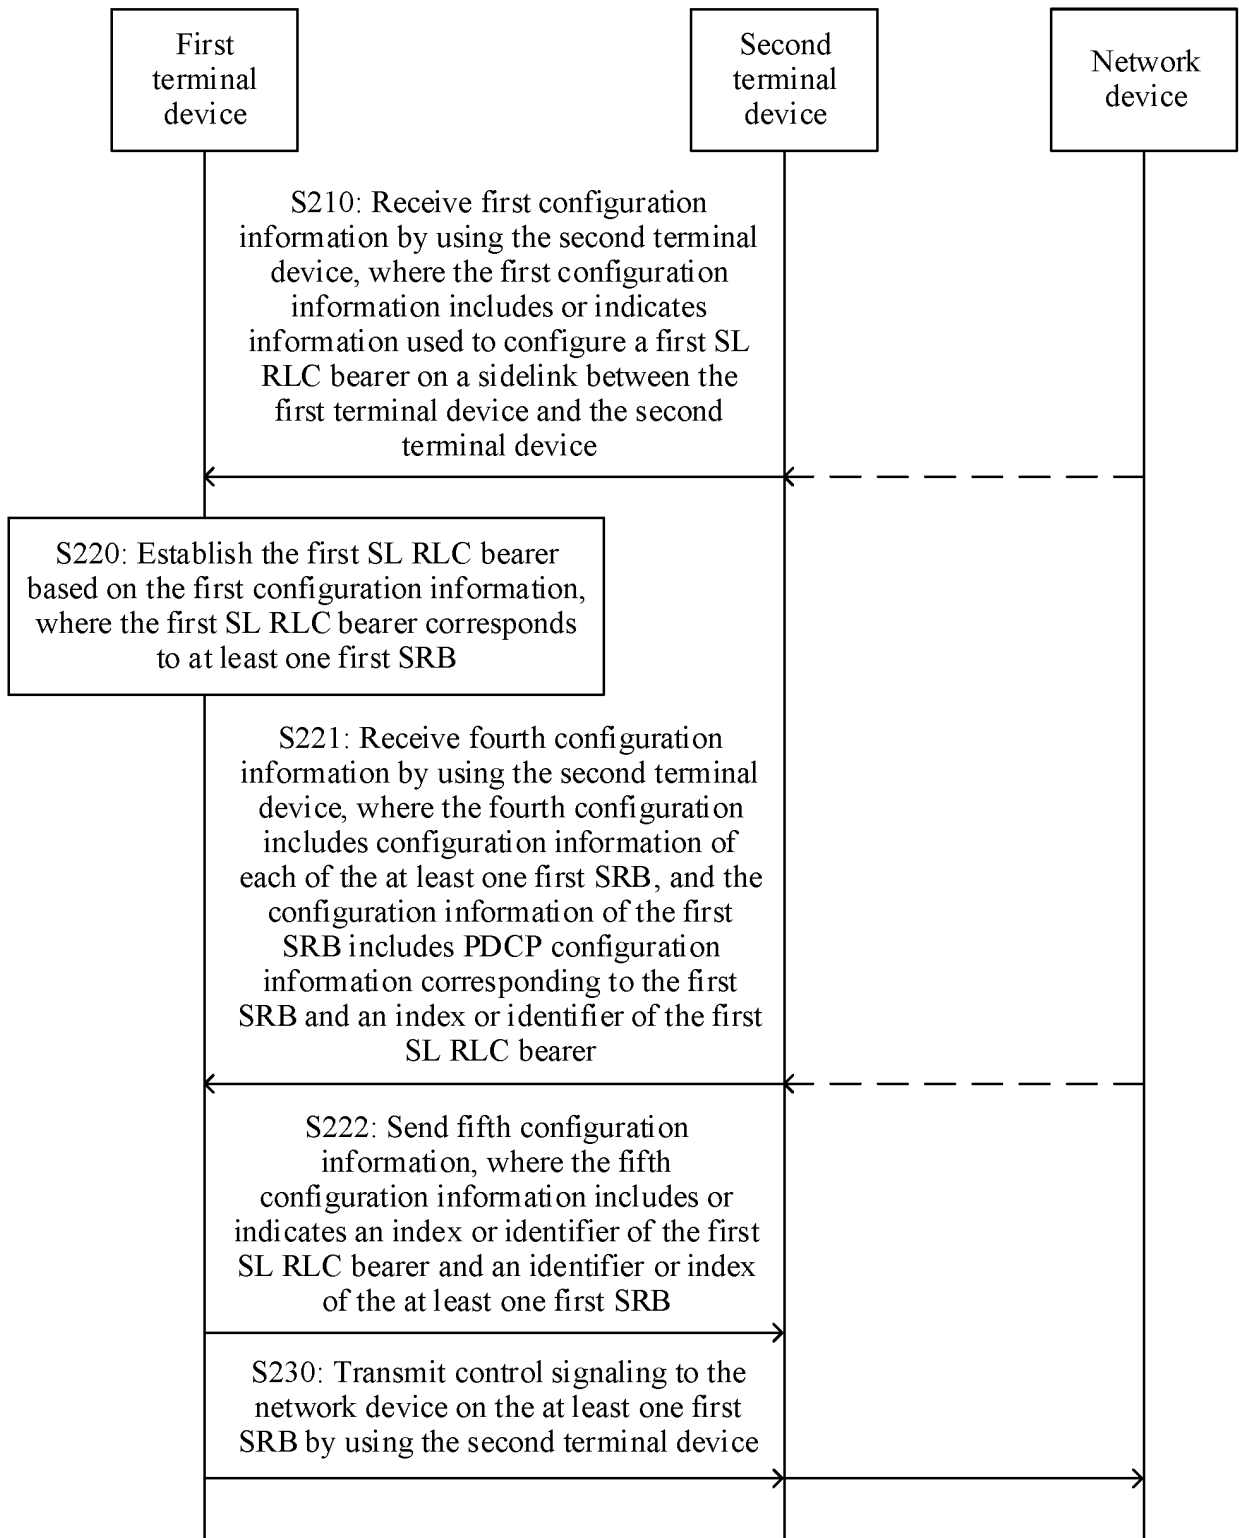 First
terminal
device
Second
terminal
device
Network
device
S210: Receive first configuration
information by using the second terminal
device, where the first configuration
information includes or indicates
information used to configure a first SL
RLC bearer on a sidelink between the
first terminal device and the second
terminal device
S220: Establish the first SL RLC bearer
based on the first configuration information,
where the first SL RLC bearer corresponds
to at least one first SRB
S221: Receive fourth configuration
information by using the second terminal
device, where the fourth configuration
includes configuration information of
each of the at least one first SRB, and the
configuration information of the first
SRB includes PDCP configuration
information corresponding to the first
SRB and an index or identifier of the first
SL RLC bearer
S222: Send fifth configuration
information, where the fifth
configuration information includes or
indicates an index or identifier of the first
SL RLC bearer and an identifier or index
of the at least one first SRB
S230: Transmit control signaling to the
network device on the at least one first
SRB by using the second terminal device